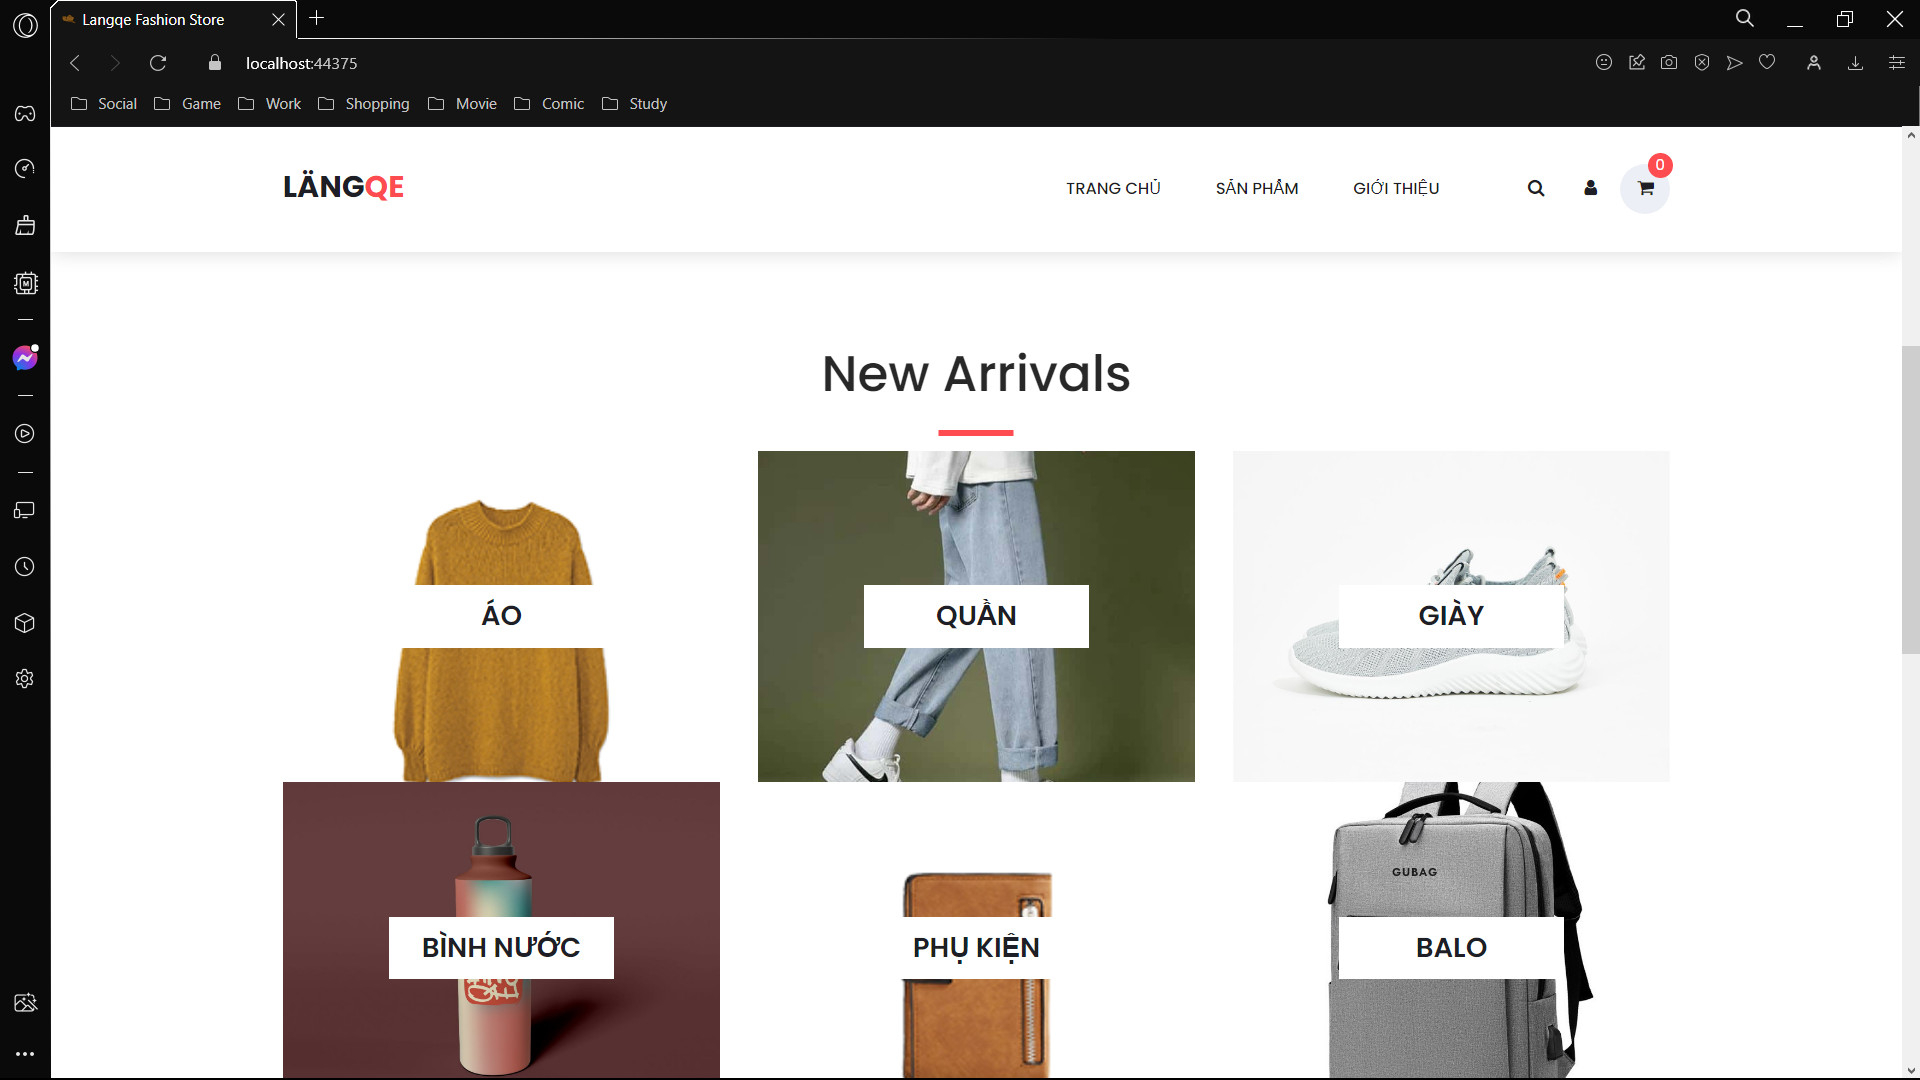 Langqe Fashion Store
localhost:44375
Social Game Work Shopping Movie Comic Study
LÄNGQE
TRANG CHỦ SẢN PHẨM GIỚI THIỆU
0
New Arrivals
ÁO QUẦN GIÀY
GUBAG
BÌNH NƯỚC PHỤ KIỆN BALO